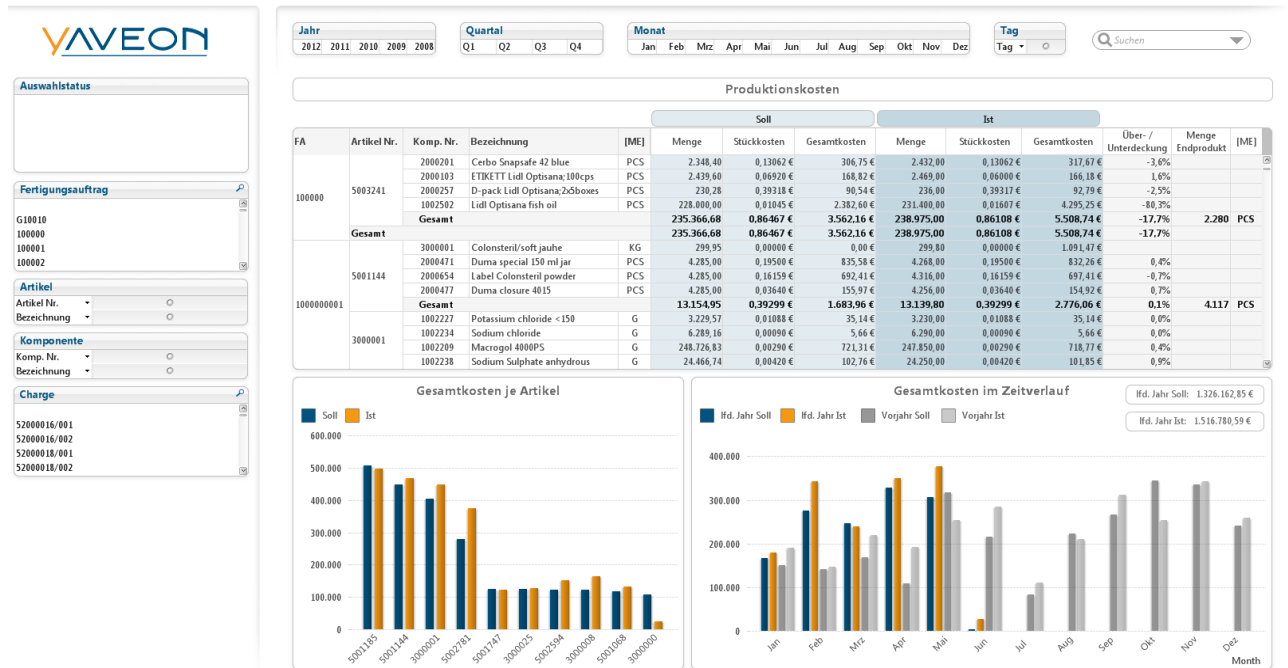 YAVEON
Jahr
2012 2011 2010 2009 2008
Quartal
Q1 Q2 Q3 Q4
Monat
Jan Feb Mrz Apr Mai Jun Jul Aug Sep Okt Nov Dez
Tag
Tag
Suchen
Auswahlstatus
Fertigungsauftrag
G10010
100000
100001
100002
Artikel
Artikel Nr.
Bezeichnung
Komponente
Komp. Nr.
Bezeichnung
Charge
52000016/001
52000016/002
52000018/001
52000018/002
Produktionskosten
Soll Ist
FA Artikel Nr. Komp. Nr. Bezeichnung [ME] Menge Stückkosten Gesamtkosten Menge Stückkosten Gesamtkosten Über- / Unterdeckung Menge Endprodukt [ME]
2000201 Cerbo Snapsafe 42 blue PCS 2.348,40 0,13062 € 306,75 € 2.432,00 0,13062 € 317,67 € -3,6%
2000103 ETIKETT Lidl Optisana;100cps PCS 2.439,60 0,06920 € 168,82 € 2.469,00 0,06000 € 166,18 € 1,6%
100000 5003241 2000257 D-pack Lidl Optisana;2x5boxes PCS 230,28 0,39318 € 90,54 € 236,00 0,39317 € 92,79 € -2,5%
1002502 Lidl Optisana fish oil PCS 228.000,00 0,01045 € 2.382,60 € 231.400,00 0,01607 € 4.295,25 € -80,3%
Gesamt 235.366,68 0,86467 € 3.562,16 € 238.975,00 0,86108 € 5.508,74 € -17,7% 2.280 PCS
Gesamt 235.366,68 0,86467 € 3.562,16 € 238.975,00 0,86108 € 5.508,74 € -17,7%
3000001 Colonsteril/soft jauhe KG 299,95 0,00000 € 0,00 € 299,80 0,00000 € 1.091,47 €
2000471 Duma special 150 ml jar PCS 4.285,00 0,19500 € 835,58 € 4.268,00 0,19500 € 832,26 € 0,4%
5001144 2000654 Label Colonsteril powder PCS 4.285,00 0,16159 € 692,41 € 4.316,00 0,16159 € 697,41 € -0,7%
2000477 Duma closure 4015 PCS 4.285,00 0,03640 € 155,97 € 4.256,00 0,03640 € 154,92 € 0,7%
1000000001 Gesamt 13.154,95 0,39299 € 1.683,96 € 13.139,80 0,39299 € 2.776,06 € 0,1% 4.117 PCS
1002227 Potassium chloride <150 G 3.229,57 0,01088 € 35,14 € 3.230,00 0,01088 € 35,14 € 0,0%
1002234 Sodium chloride G 6.289,16 0,00090 € 5,66 € 6.290,00 0,00090 € 5,66 € 0,0%
3000001 1002209 Macrogol 4000PS G 248.726,83 0,00290 € 721,31 € 247.850,00 0,00290 € 718,77 € 0,4%
1002238 Sodium Sulphate anhydrous G 24.466,74 0,00420 € 102,76 € 24.250,00 0,00420 € 101,85 € 0,9%
Gesamtkosten je Artikel
Soll Ist
600.000
500.000
400.000
300.000
200.000
100.000
0
5001185 5001144 3000001 5002781 5001747 3000025 5002594 3000008 5001068 3000000
Gesamtkosten im Zeitverlauf
lfd. Jahr Soll: 1.326.162,85 €
lfd. Jahr Ist: 1.516.780,59 €
lfd. Jahr Soll lfd. Jahr Ist Vorjahr Soll Vorjahr Ist
400.000
300.000
200.000
100.000
0
Jan Feb Mrz Apr Mai Jun Jul Aug Sep Okt Nov Dez
Month